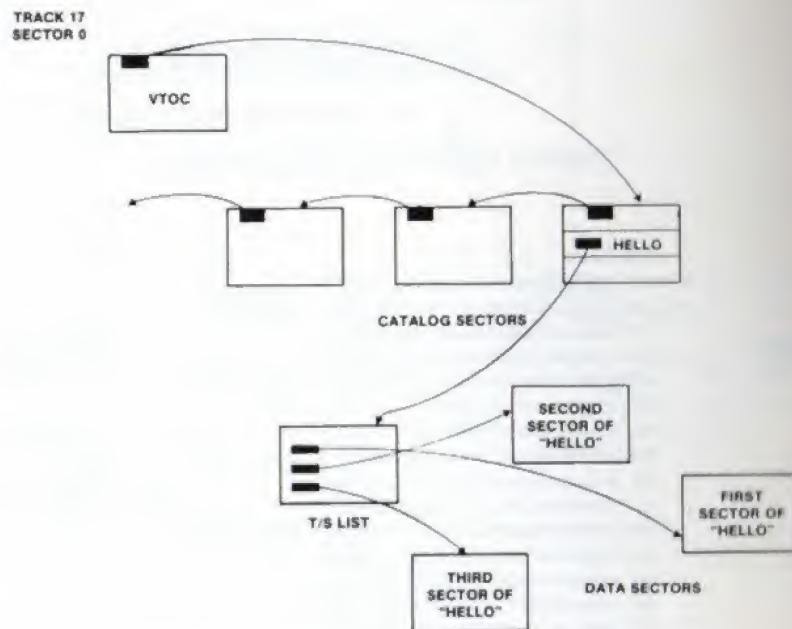 TRACK 17
SECTOR 0
VTOC
HELLO
CATALOG SECTORS
SECOND
SECTOR OF
"HELLO"
FIRST
SECTOR OF
"HELLO"
T/S LIST
THIRD
SECTOR OF
"HELLO"
DATA SECTORS